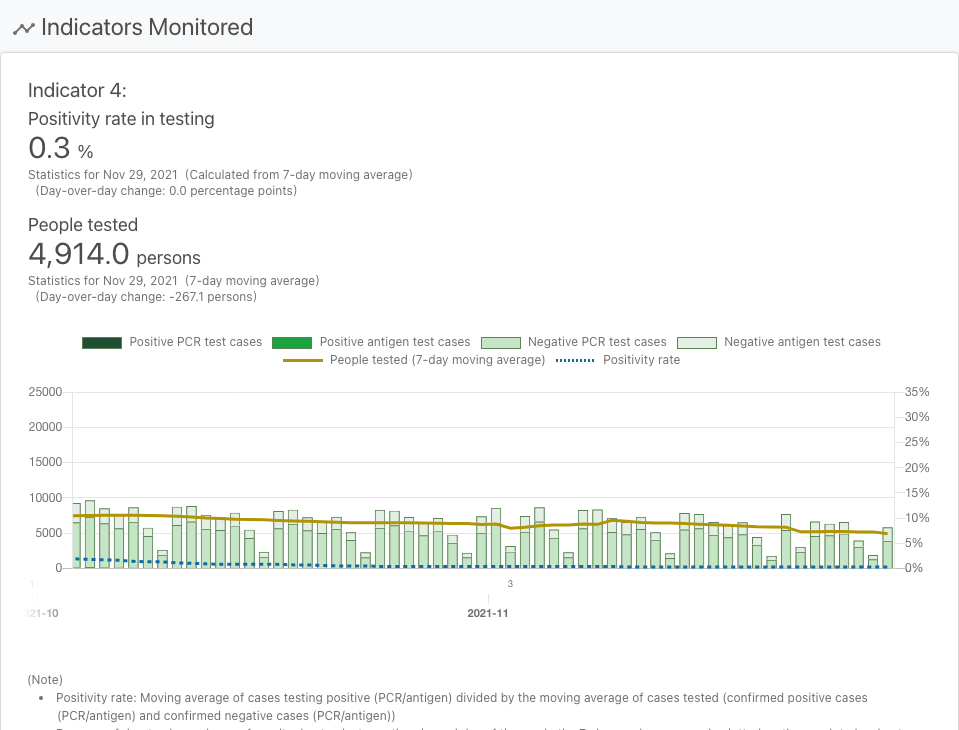 Indicators Monitored
Indicator 4:
Positivity rate in testing
0.3 %
Statistics for Nov 29, 2021 (Calculated from 7-day moving average)
(Day-over-day change: 0.0 percentage points)
People tested
4,914.0 persons
Statistics for Nov 29, 2021 (7-day moving average)
(Day-over-day change: -267.1 persons)
Positive PCR test cases Positive antigen test cases Negative PCR test cases Negative antigen test cases
People tested (7-day moving average) Positivity rate
25000 35%
30%
20000
25%
15000
20%
15%
10000
10%
5000
5%
0 0%
1 3
21-10 2021-11
(Note)
• Positivity rate: Moving average of cases testing positive (PCR/antigen) divided by the moving average of cases tested (confirmed positive cases
(PCR/antigen) and confirmed negative cases (PCR/antigen))